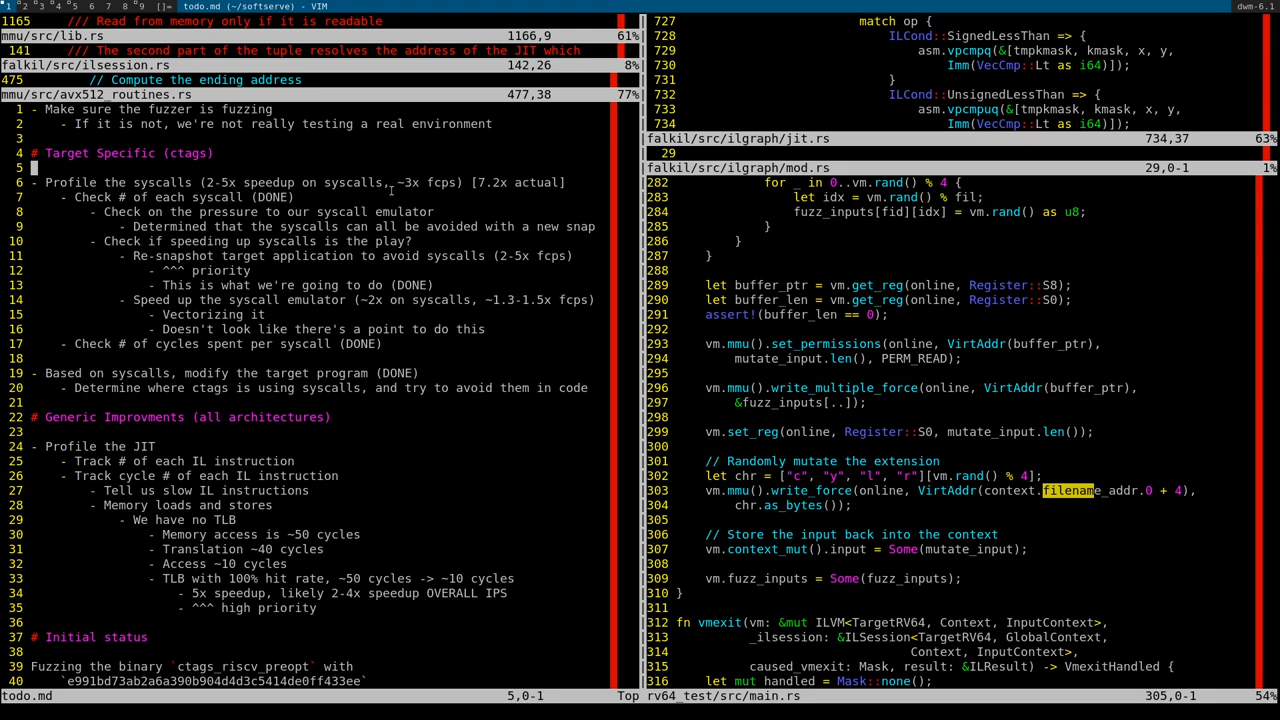 1 2 3 4 5 6 7 8 9 []= todo.md (~/softserve) - VIM dwm-6.1
1165 /// Read from memory only if it is readable
mmu/src/lib.rs 1166,9 61%
141 /// The second part of the tuple resolves the address of the JIT which
falkil/src/ilsession.rs 142,26 8%
475 // Compute the ending address
mmu/src/avx512_routines.rs 477,38 77%
1 - Make sure the fuzzer is fuzzing
2 - If it is not, we're not really testing a real environment
3
4 # Target Specific (ctags)
5
6 - Profile the syscalls (2-5x speedup on syscalls, ~3x fcps) [7.2x actual]
7 - Check # of each syscall (DONE)
8 - Check on the pressure to our syscall emulator
9 - Determined that the syscalls can all be avoided with a new snap
10 - Check if speeding up syscalls is the play?
11 - Re-snapshot target application to avoid syscalls (2-5x fcps)
12 - ^^^ priority
13 - This is what we're going to do (DONE)
14 - Speed up the syscall emulator (~2x on syscalls, ~1.3-1.5x fcps)
15 - Vectorizing it
16 - Doesn't look like there's a point to do this
17 - Check # of cycles spent per syscall (DONE)
18
19 - Based on syscalls, modify the target program (DONE)
20 - Determine where ctags is using syscalls, and try to avoid them in code
21
22 # Generic Improvments (all architectures)
23
24 - Profile the JIT
25 - Track # of each IL instruction
26 - Track cycle # of each IL instruction
27 - Tell us slow IL instructions
28 - Memory loads and stores
29 - We have no TLB
30 - Memory access is ~50 cycles
31 - Translation ~40 cycles
32 - Access ~10 cycles
33 - TLB with 100% hit rate, ~50 cycles -> ~10 cycles
34 - 5x speedup, likely 2-4x speedup OVERALL IPS
35 - ^^^ high priority
36
37 # Initial status
38
39 Fuzzing the binary `ctags_riscv_preopt` with
40 `e991bd73ab2a6a390b904d4d3c5414de0ff433ee`
todo.md 5,0-1 Top
727 match op {
728 ILCond::SignedLessThan => {
729 asm.vpcmpq(&[tmpkmask, kmask, x, y,
730 Imm(VecCmp::Lt as i64)]);
731 }
732 ILCond::UnsignedLessThan => {
733 asm.vpcmpuq(&[tmpkmask, kmask, x, y,
734 Imm(VecCmp::Lt as i64)]);
falkil/src/ilgraph/jit.rs 734,37 63%
29
falkil/src/ilgraph/mod.rs 29,0-1 1%
282 for _ in 0..vm.rand() % 4 {
283 let idx = vm.rand() % fil;
284 fuzz_inputs[fid][idx] = vm.rand() as u8;
285 }
286 }
287 }
288
289 let buffer_ptr = vm.get_reg(online, Register::S8);
290 let buffer_len = vm.get_reg(online, Register::S0);
291 assert!(buffer_len == 0);
292
293 vm.mmu().set_permissions(online, VirtAddr(buffer_ptr),
294 mutate_input.len(), PERM_READ);
295
296 vm.mmu().write_multiple_force(online, VirtAddr(buffer_ptr),
297 &fuzz_inputs[..]);
298
299 vm.set_reg(online, Register::S0, mutate_input.len());
300
301 // Randomly mutate the extension
302 let chr = ["c", "y", "l", "r"][vm.rand() % 4];
303 vm.mmu().write_force(online, VirtAddr(context.filename_addr.0 + 4),
304 chr.as_bytes());
305
306 // Store the input back into the context
307 vm.context_mut().input = Some(mutate_input);
308
309 vm.fuzz_inputs = Some(fuzz_inputs);
310 }
311
312 fn vmexit(vm: &mut ILVM<TargetRV64, Context, InputContext>,
313 _ilsession: &ILSession<TargetRV64, GlobalContext,
314 Context, InputContext>,
315 caused_vmexit: Mask, result: &ILResult) -> VmexitHandled {
316 let mut handled = Mask::none();
rv64_test/src/main.rs 305,0-1 54%